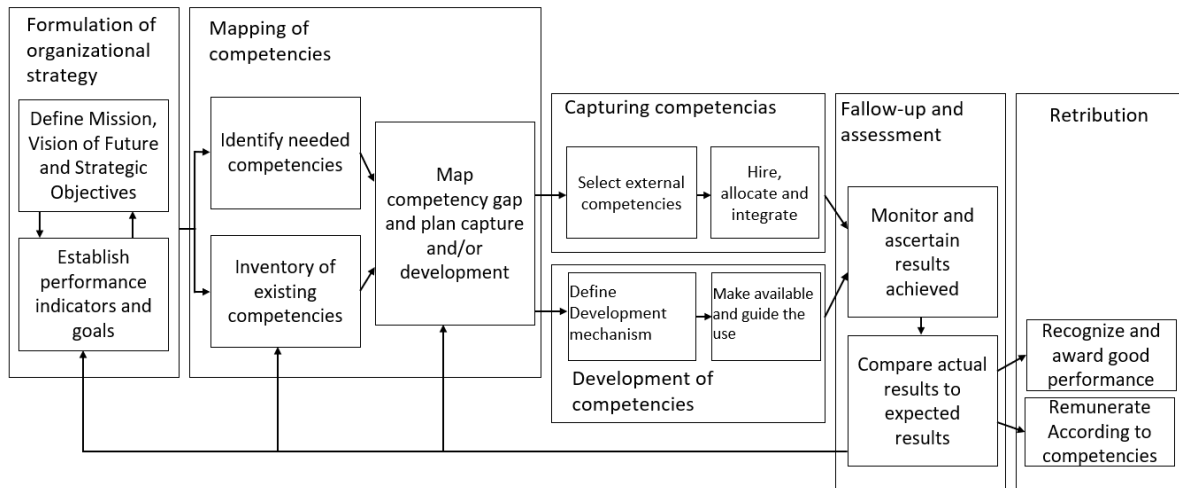 Formulation of
organizational
strategy
Define Mission,
Vision of Future
and Strategic
Objectives
Establish
performance
indicators and
goals
Mapping of
competencies
Identify needed
competencies
Inventory of
existing
competencies
Map
competency gap
and plan capture
and/or
development
Capturing competencias
Select external
competencies
Hire,
allocate and
integrate
Define
Development
mechanism
Make available
and guide the
use
Development of
competencies
Fallow-up and
assessment
Monitor and
ascertain
results
achieved
Compare actual
results to
expected
results
Retribution
Recognize and
award good
performance
Remunerate
According to
competencies